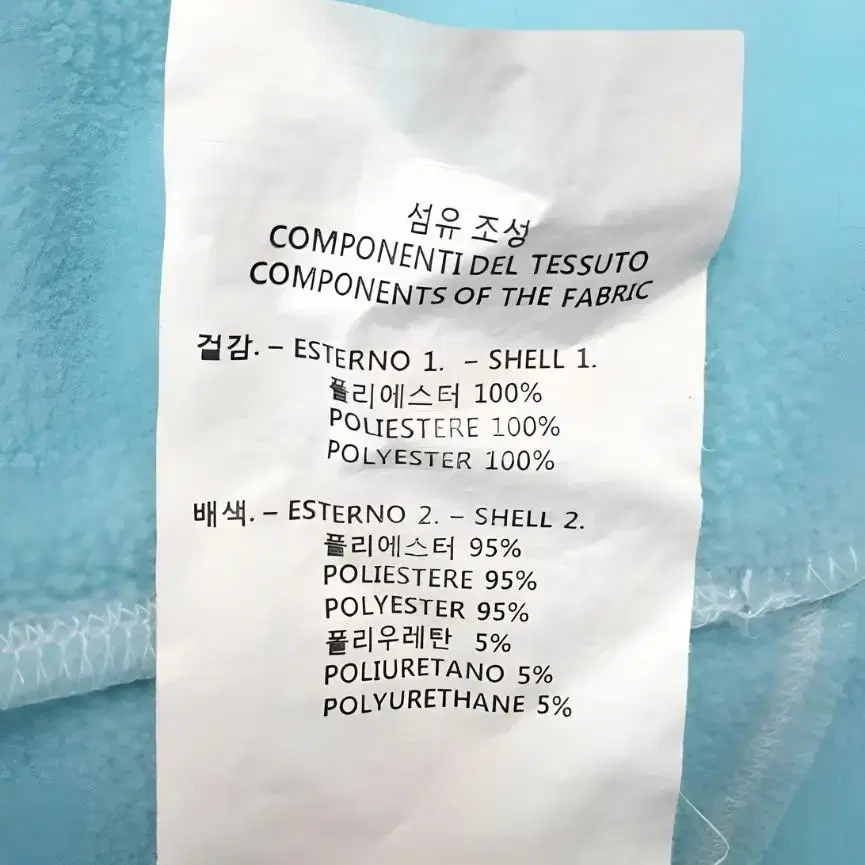 섬유 조성
COMPONENTI DEL TESSUTO
COMPONENTS OF THE FABRIC
겉감. – ESTERNO 1. – SHELL 1.
폴리에스터 100%
POLIESTERE 100%
POLYESTER 100%
배색. – ESTERNO 2. – SHELL 2.
폴리에스터 95%
POLIESTERE 95%
POLYESTER 95%
폴리우레탄 5%
POLIURETANO 5%
POLYURETHANE 5%